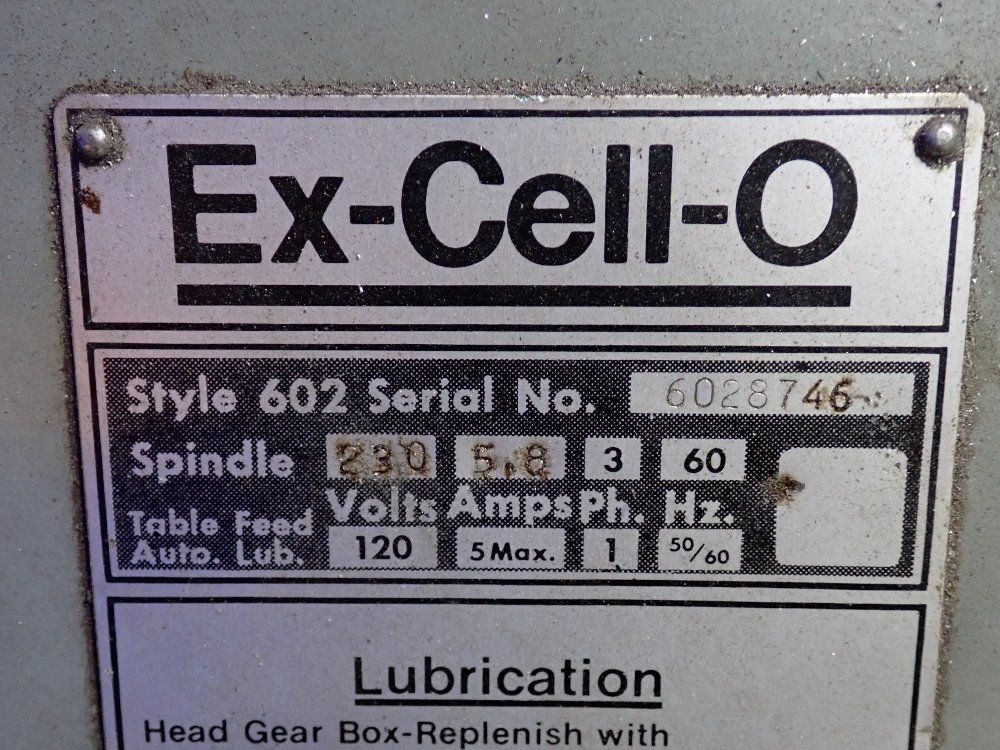 Ex-Cell-O
Style 602 Serial No. 6028746
Spindle 230 5.8 3 60
Volts Amps Ph. Hz.
Table Feed
Auto. Lub. 120 5 Max. 1 50/60
Lubrication
Head Gear Box-Replenish with